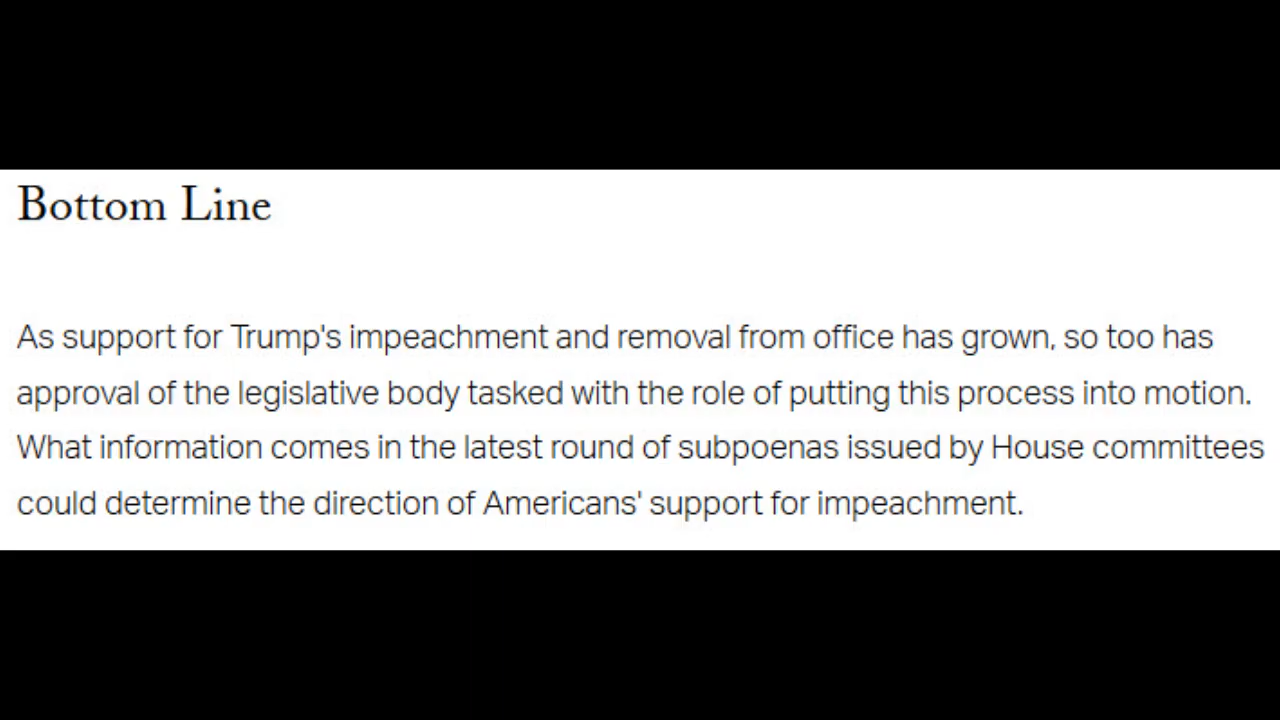 Bottom Line
As support for Trump's impeachment and removal from office has grown, so too has
approval of the legislative body tasked with the role of putting this process into motion.
What information comes in the latest round of subpoenas issued by House committees
could determine the direction of Americans' support for impeachment.